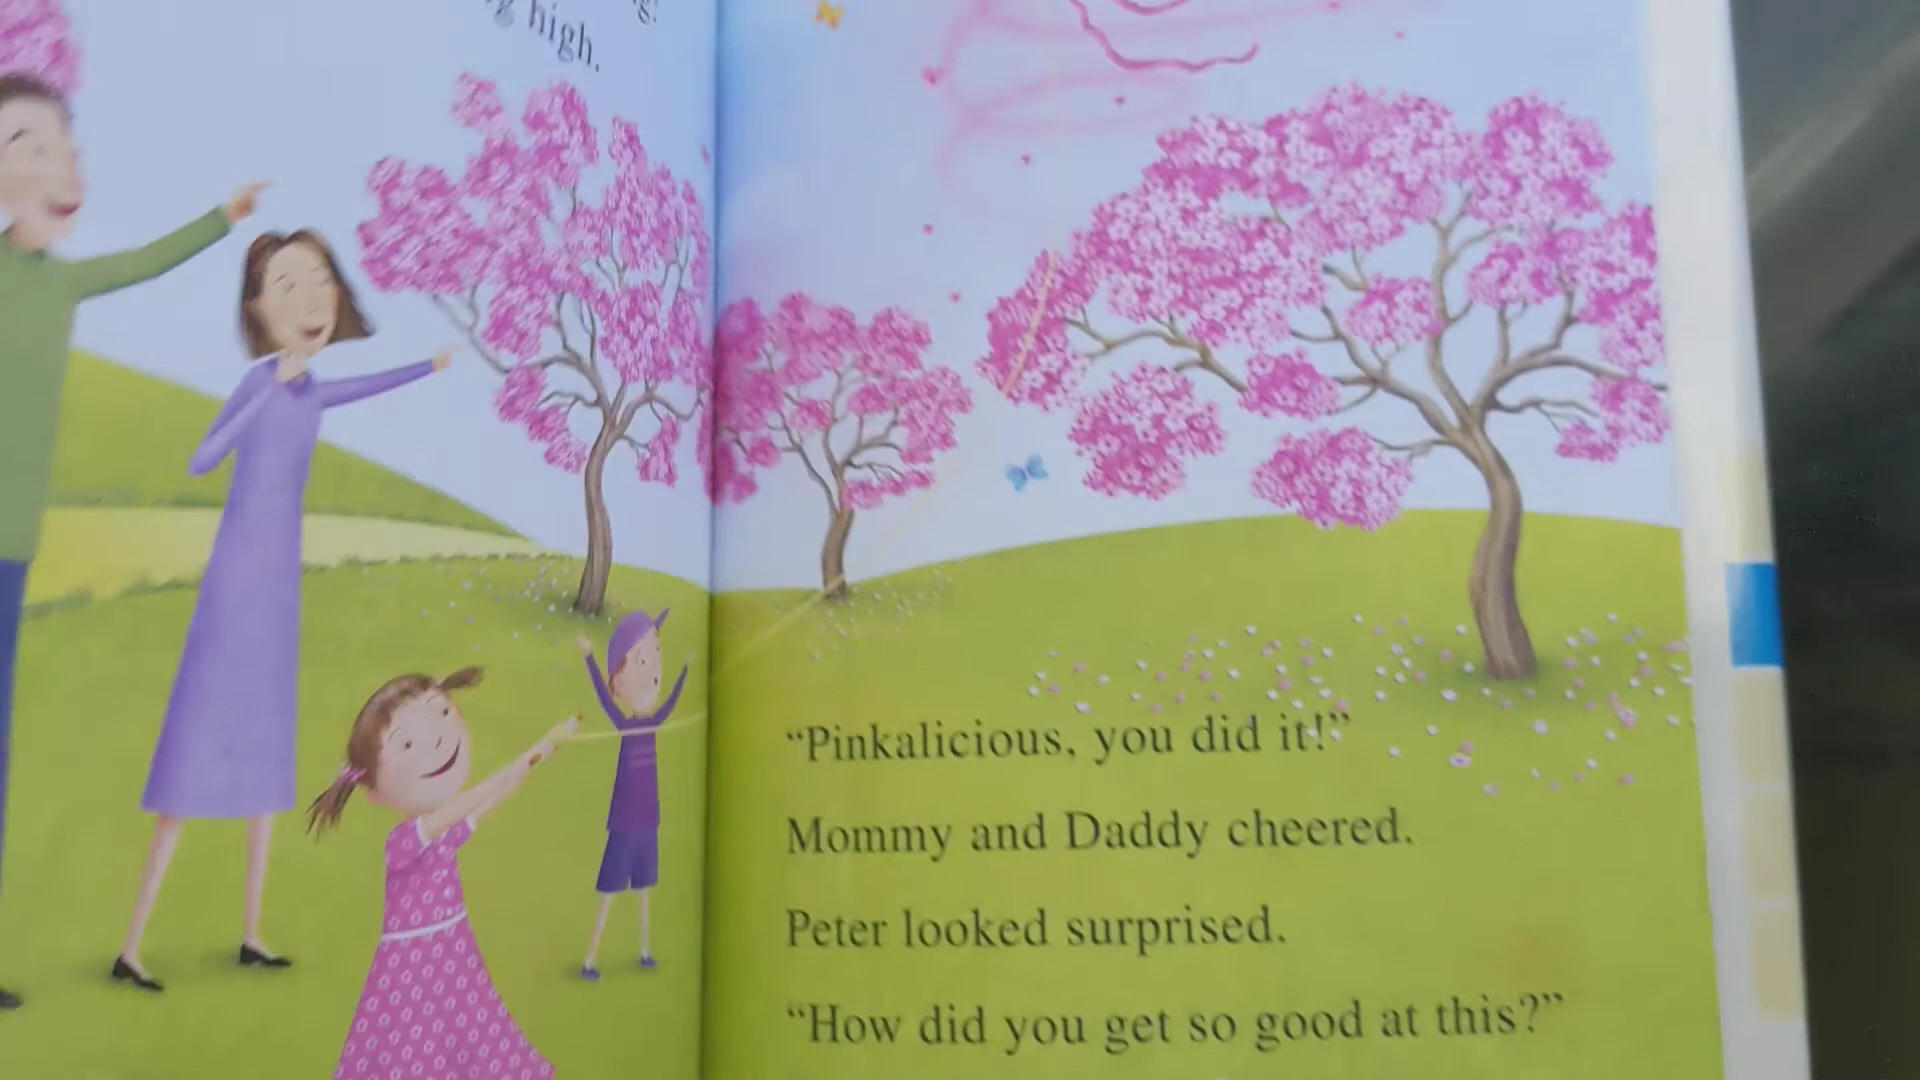 high.
“Pinkalicious, you did it!”
Mommy and Daddy cheered.
Peter looked surprised.
“How did you get so good at this?”